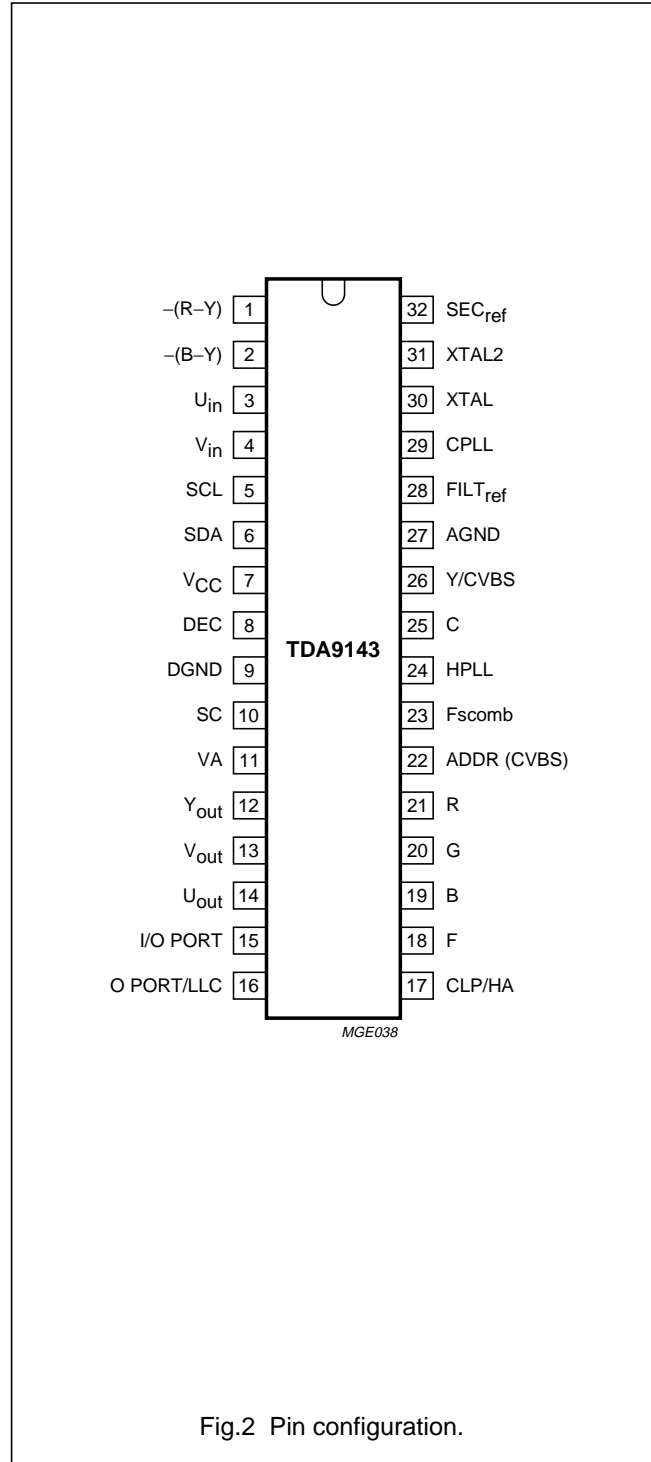 −(R−Y) 1 32 SECref
−(B−Y) 2 31 XTAL2
Uin 3 30 XTAL
Vin 4 29 CPLL
SCL 5 28 FILTref
SDA 6 27 AGND
VCC 7 26 Y/CVBS
DEC 8 25 C
TDA9143
DGND 9 24 HPLL
SC 10 23 Fscomb
VA 11 22 ADDR (CVBS)
Yout 12 21 R
Vout 13 20 G
Uout 14 19 B
I/O PORT 15 18 F
O PORT/LLC 16 17 CLP/HA
MGE038
Fig.2 Pin configuration.